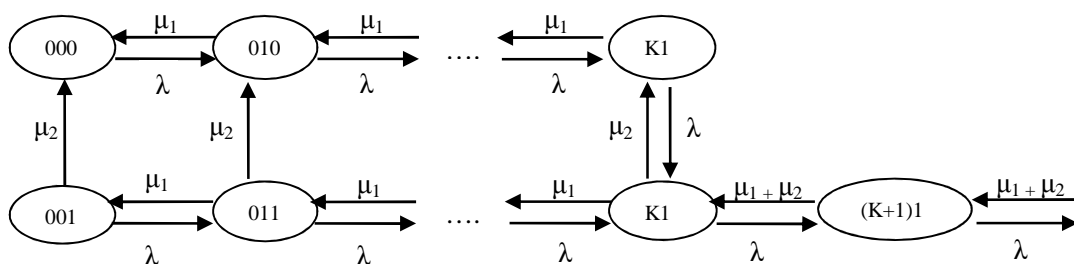 μ1 μ1 μ1
000 010 .... K1
λ λ λ
μ2 μ2 μ2 λ
μ1 μ1 μ1 μ1 + μ2 μ1 + μ2
001 011 .... K1 (K+1)1
λ λ λ λ λ